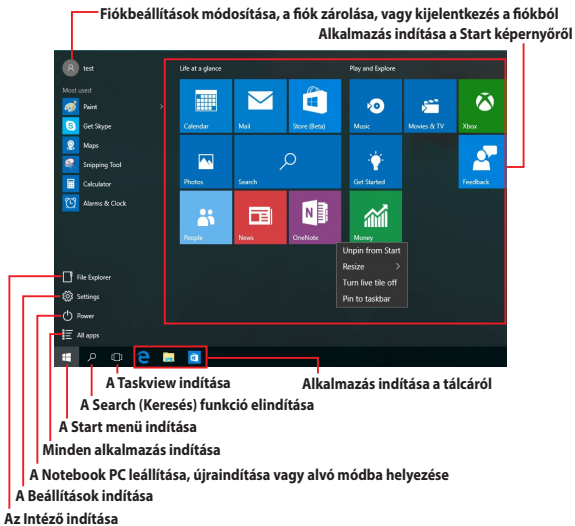 Fiókbeállítások módosítása, a fiók zárolása, vagy kijelentkezés a fiókból
Alkalmazás indítása a Start képernyőről
test
Most used
Paint
Get Skype
Maps
Snipping Tool
Calculator
Alarms & Clock
File Explorer
Settings
Power
All apps
Life at a glance
Play and Explore
Calendar
Mail
Store (Beta)
Music
Movies & TV
Xbox
Photos
Search
Get Started
Feedback
People
News
OneNote
Money
Unpin from Start
Resize
Turn live tile off
Pin to taskbar
A Taskview indítása
Alkalmazás indítása a tálcáról
A Search (Keresés) funkció elindítása
A Start menü indítása
Minden alkalmazás indítása
A Notebook PC leállítása, újraindítása vagy alvó módba helyezése
A Beállítások indítása
Az Intéző indítása